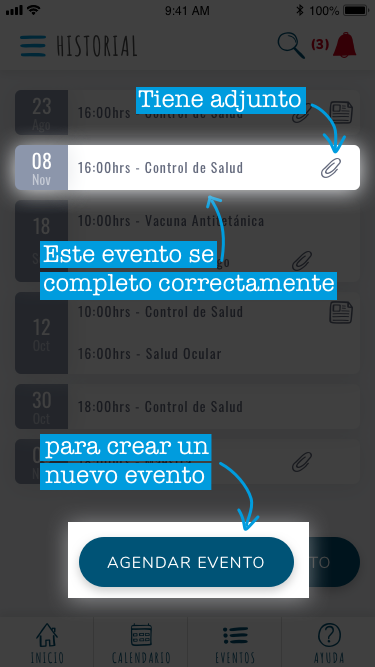 9:41 AM
100%
HISTORIAL
(3)
23
Ago
16:00hrs - Control de Salud
Tiene adjunto
08
Nov
16:00hrs - Control de Salud
18
10:00hrs - Vacuna Antitetánica
Este evento se
completo correctamente
12
Oct
10:00hrs - Control de Salud
16:00hrs - Salud Ocular
30
Oct
18:00hrs - Control de Salud
para crear un
nuevo evento
AGENDAR EVENTO
TO
INICIO
CALENDARIO
EVENTOS
AYUDA